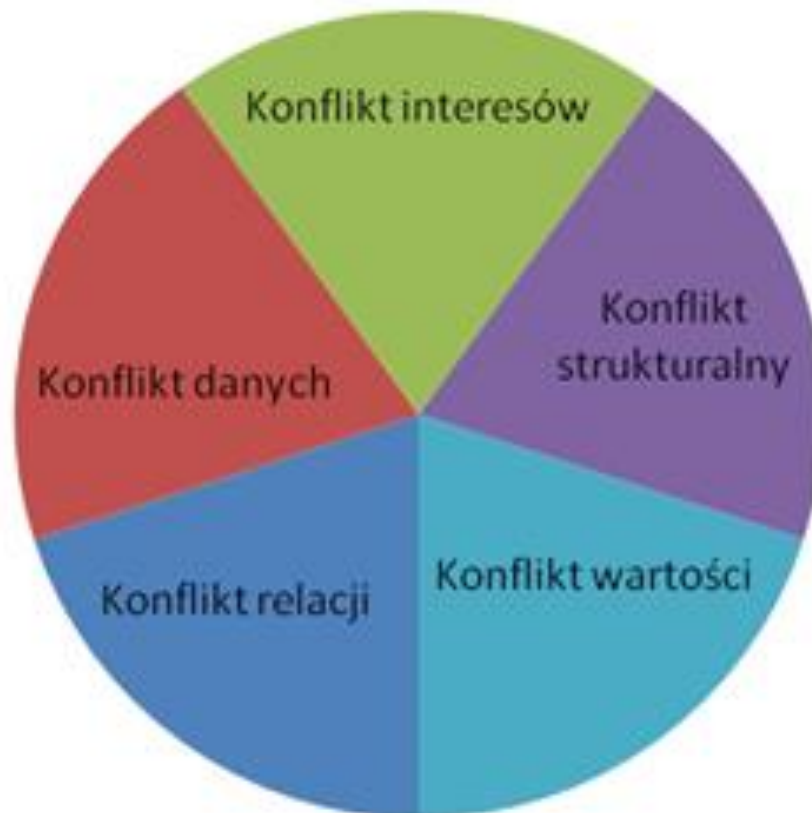 Konflikt interesów
Konflikt
strukturalny
Konflikt danych
Konflikt wartości
Konflikt relacji